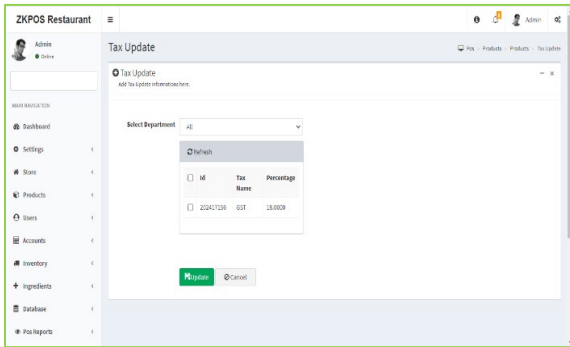 ZKPOS Restaurant
Admin
Admin
Online
Tax Update
Pos - Products - Products - Tax Update
Tax Update
Add Tax Update Informations here.
MAIN NAVIGATION
Dashboard
Settings
Store
Products
Users
Accounts
Inventory
Ingredients
Database
Pos Reports
Select Department
All
Refresh
Id Tax Name Percentage
202417156 GST 18.0000
Update Cancel